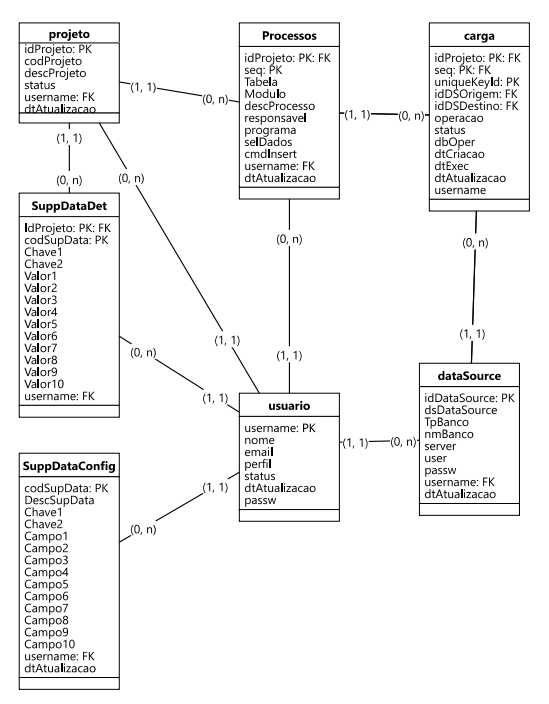 projeto
idProjeto: PK
codProjeto
descProjeto
status
username: FK
dtAtualizacao
(1, 1)
(0, n)
Processos
idProjeto: PK: FK
seq: PK
Tabela
Modulo
descProcesso
responsavel
programa
selDados
cmdInsert
username: FK
dtAtualizacao
(1, 1)
(0, n)
carga
idProjeto: PK: FK
seq: PK: FK
uniqueKeyId: PK
idDSOrigem: FK
idDSDestino: FK
operacao
status
dbOper
dtCriacao
dtExec
dtAtualizacao
username
(1, 1)
(0, n)
(0, n)
(0, n)
(0, n)
SuppDataDet
IdProjeto: PK: FK
codSupData: PK
Chave1
Chave2
Valor1
Valor2
Valor3
Valor4
Valor5
Valor6
Valor7
Valor8
Valor9
Valor10
username: FK
(0, n)
(1, 1)
(1, 1)
(1, 1)
(1, 1)
usuario
username: PK
nome
email
perfil
status
dtAtualizacao
passw
(1, 1)
(0, n)
dataSource
idDataSource: PK
dsDataSource
TpBanco
nmBanco
server
user
passw
username: FK
dtAtualizacao
SuppDataConfig
codSupData: PK
DescSupData
Chave1
Chave2
Campo1
Campo2
Campo3
Campo4
Campo5
Campo6
Campo7
Campo8
Campo9
Campo10
username: FK
dtAtualizacao
(1, 1)
(0, n)